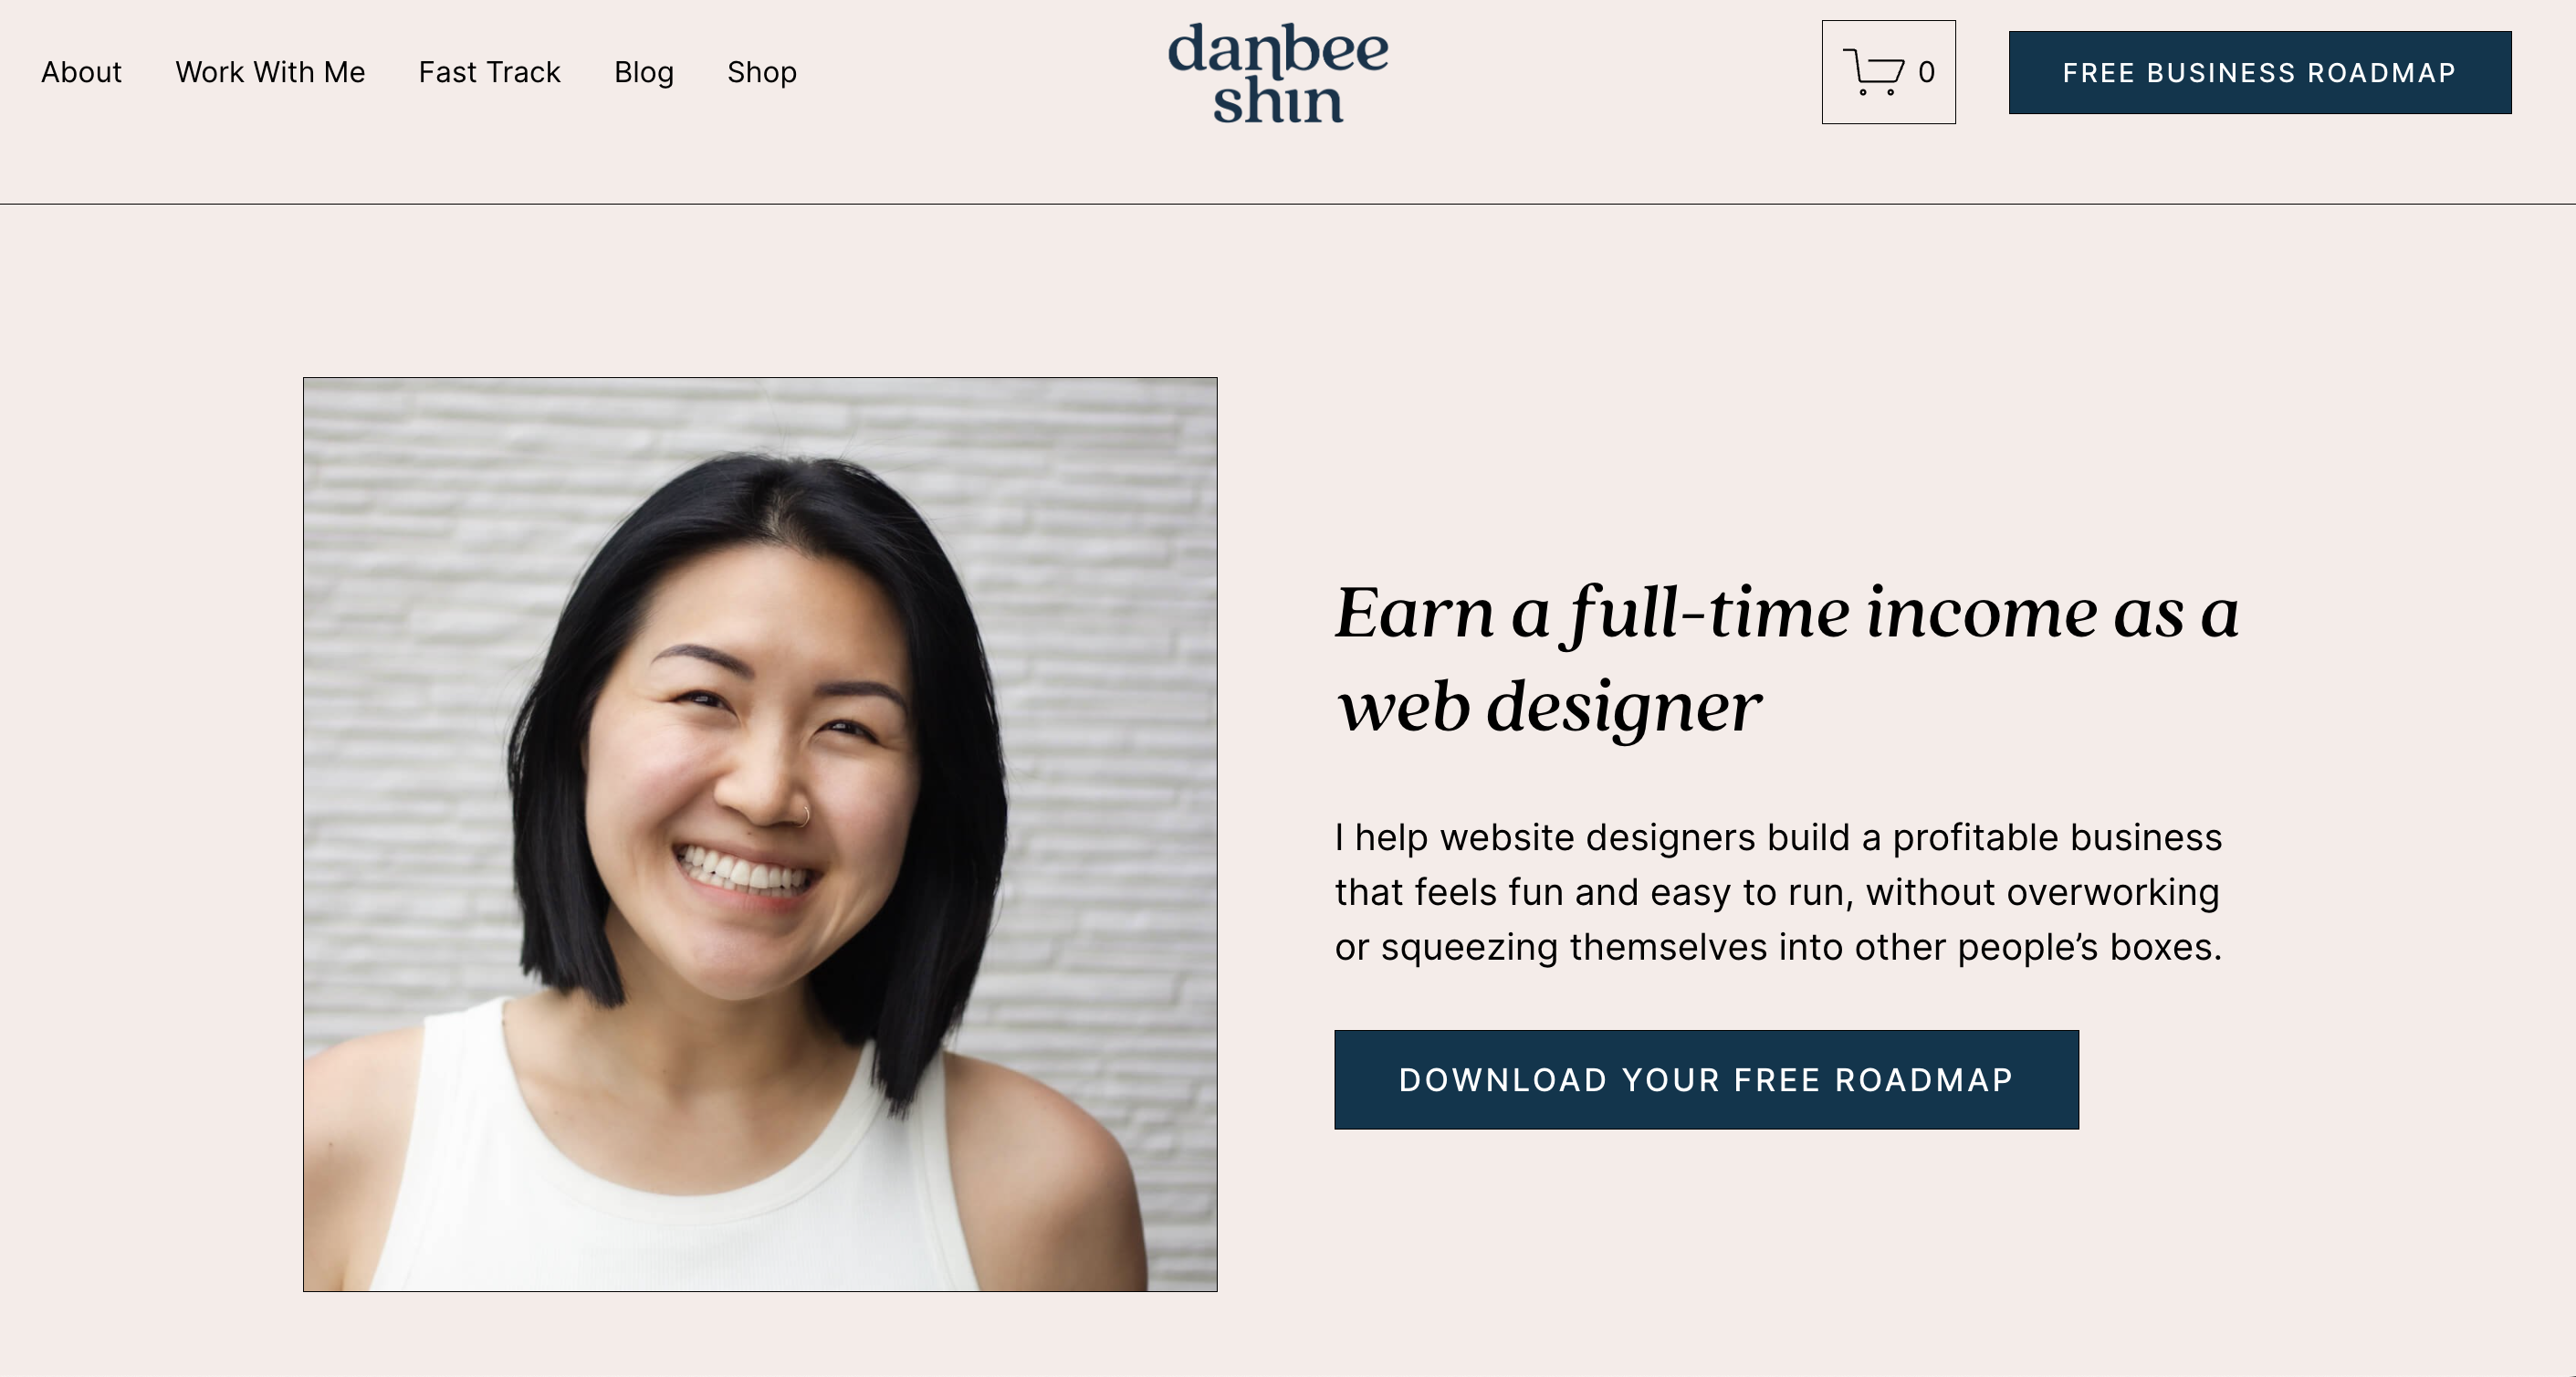 About
Work With Me
Fast Track
Blog
Shop
danbee
shin
0
FREE BUSINESS ROADMAP
Earn a full-time income as a
web designer
I help website designers build a profitable business
that feels fun and easy to run, without overworking
or squeezing themselves into other people’s boxes.
DOWNLOAD YOUR FREE ROADMAP